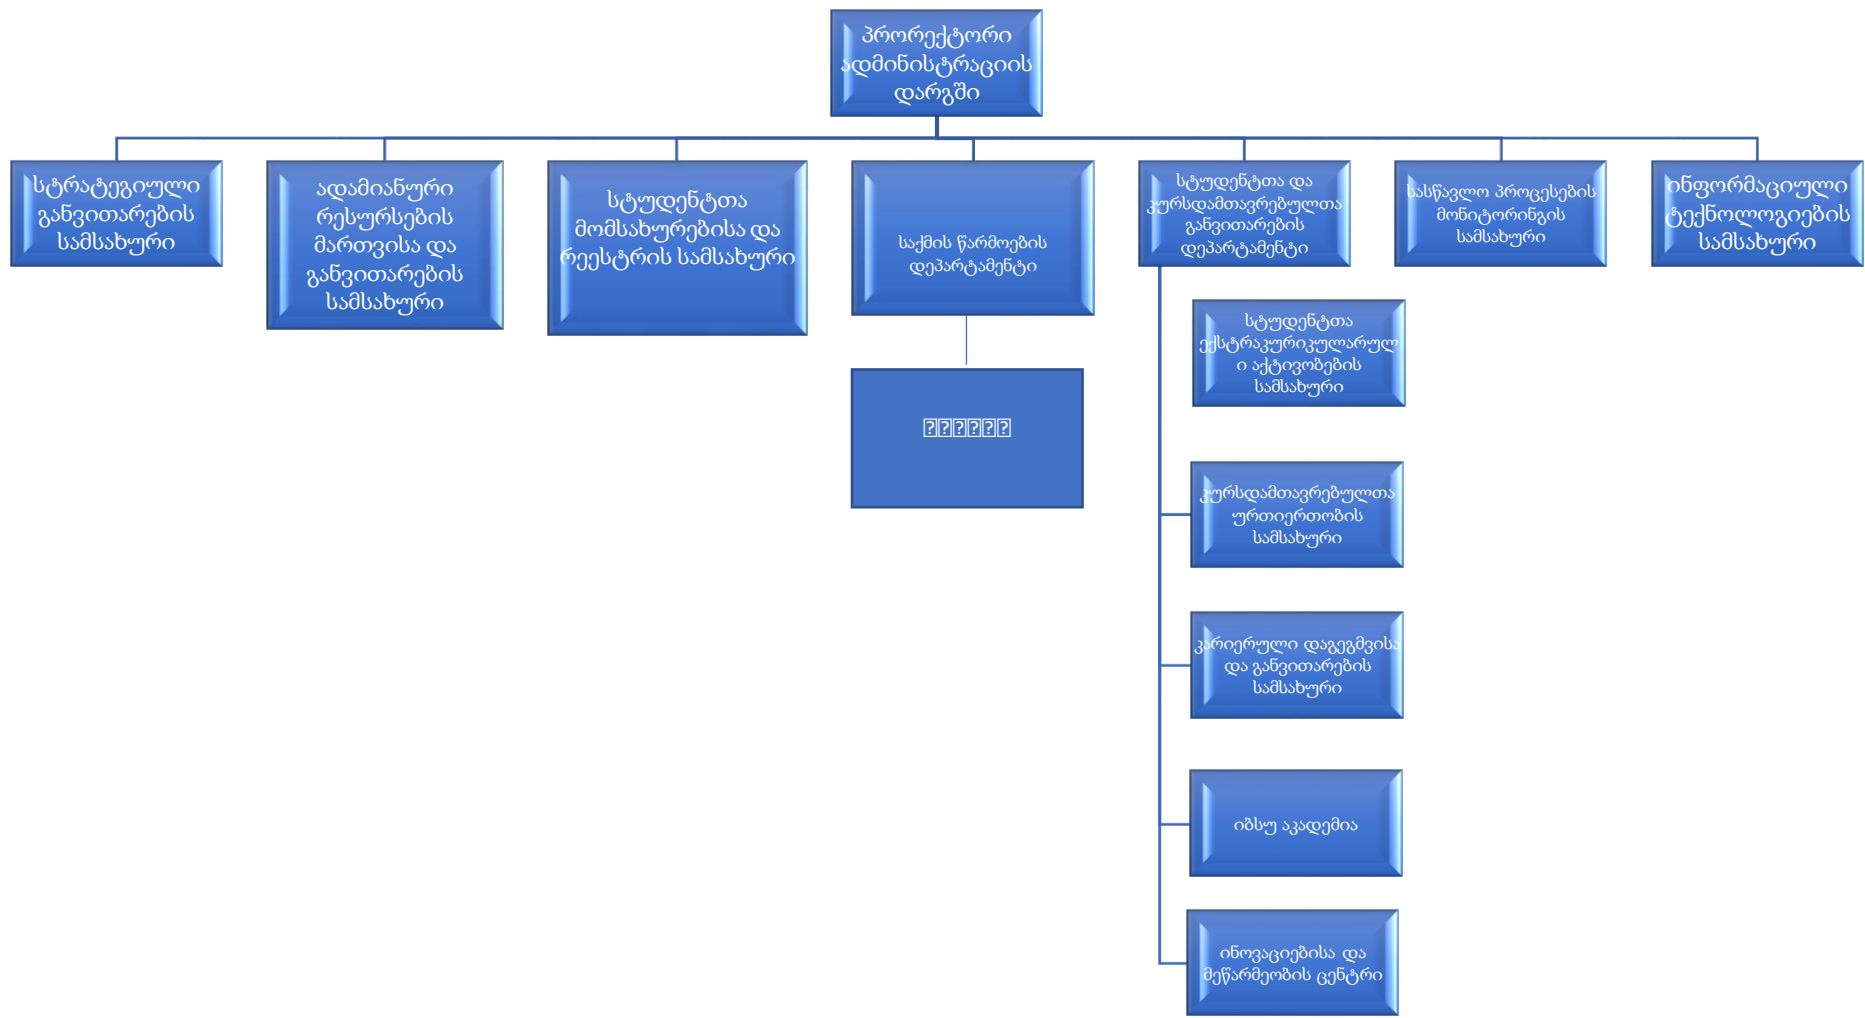 პრორექტორი
ადმინისტრაციის
დარგში
სტრატეგიული
განვითარების
სამსახური
ადამიანური
რესურსების
მართვისა და
განვითარების
სამსახური
სტუდენტთა
მომსახურებისა და
რეესტრის სამსახური
საქმის წარმოების
დეპარტამენტი
სტუდენტთა და
კურსდამთავრებულთა
განვითარების
დეპარტამენტი
სასწავლო პროცესების
მონიტორინგის
სამსახური
ინფორმაციული
ტექნოლოგიების
სამსახური
სტუდენტთა
ექსტრაკურიკულარულ
ი აქტივობების
სამსახური
კურსდამთავრებულთა
ურთიერთობის
სამსახური
კარიერული დაგეგმვისა
და განვითარების
სამსახური
იბსუ აკადემია
ინოვაციებისა და
მეწარმეობის ცენტრი